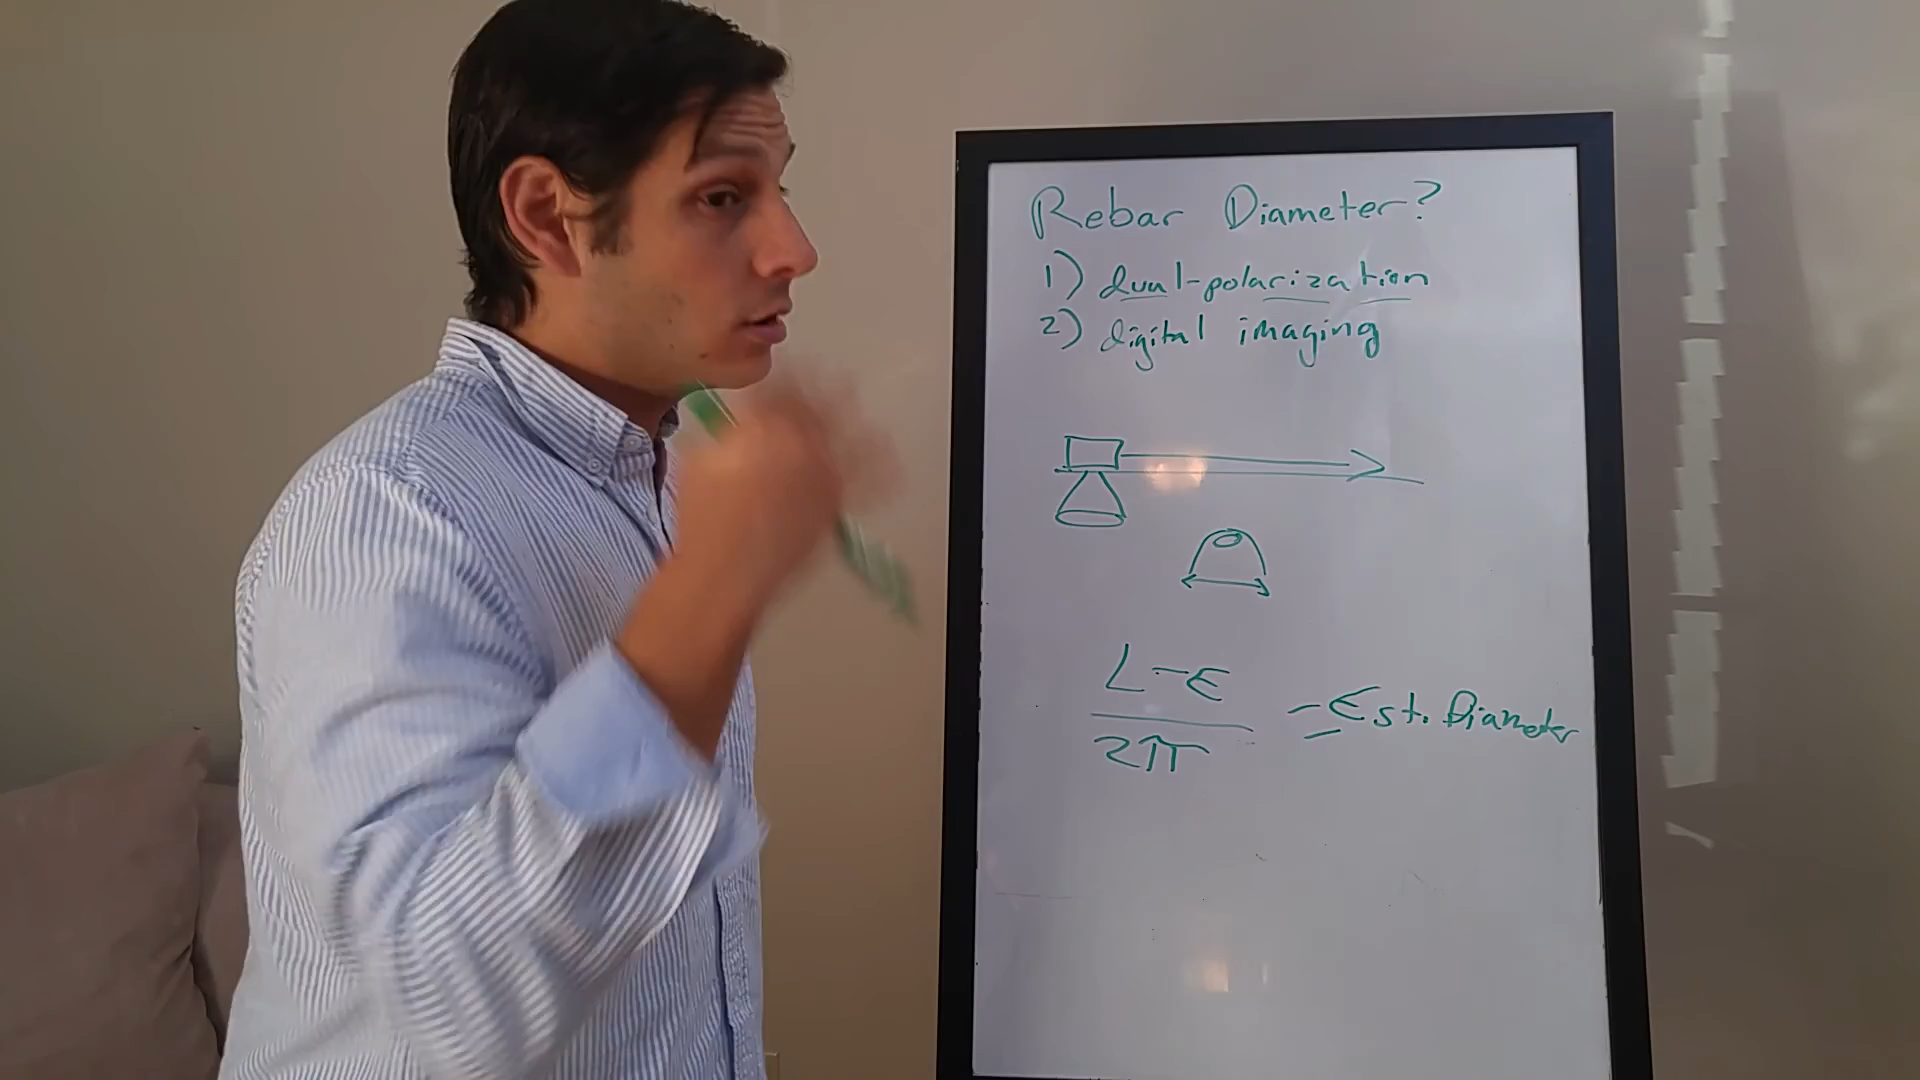 Rebar Diameter?
1) dual-polarization
2) digital imaging
L-ε
2π
= Est. Diameter